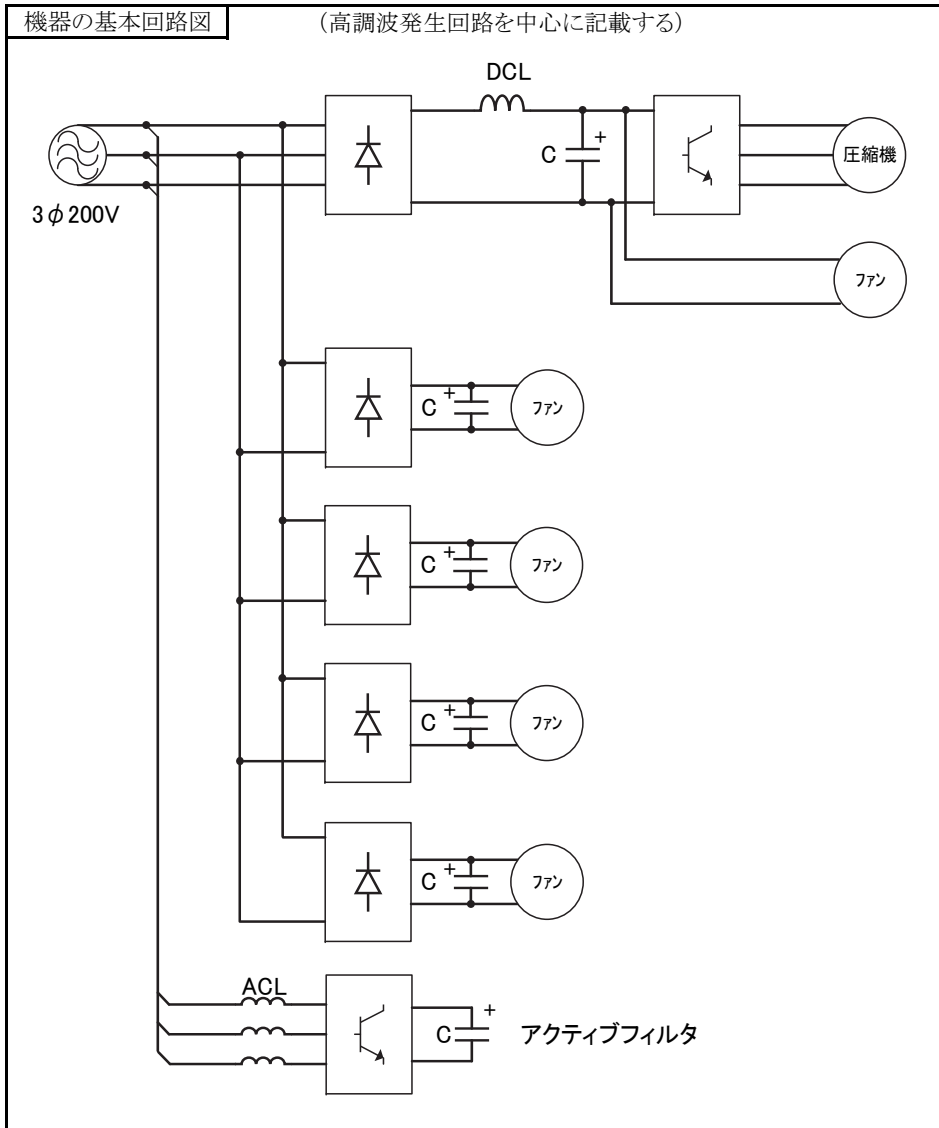 機器の基本回路図
（高調波発生回路を中心に記載する）
DCL
C
+
圧縮機
3φ200V
ファン
C
+
ファン
C
+
ファン
C
+
ファン
C
+
ファン
ACL
C
+
アクティブフィルタ